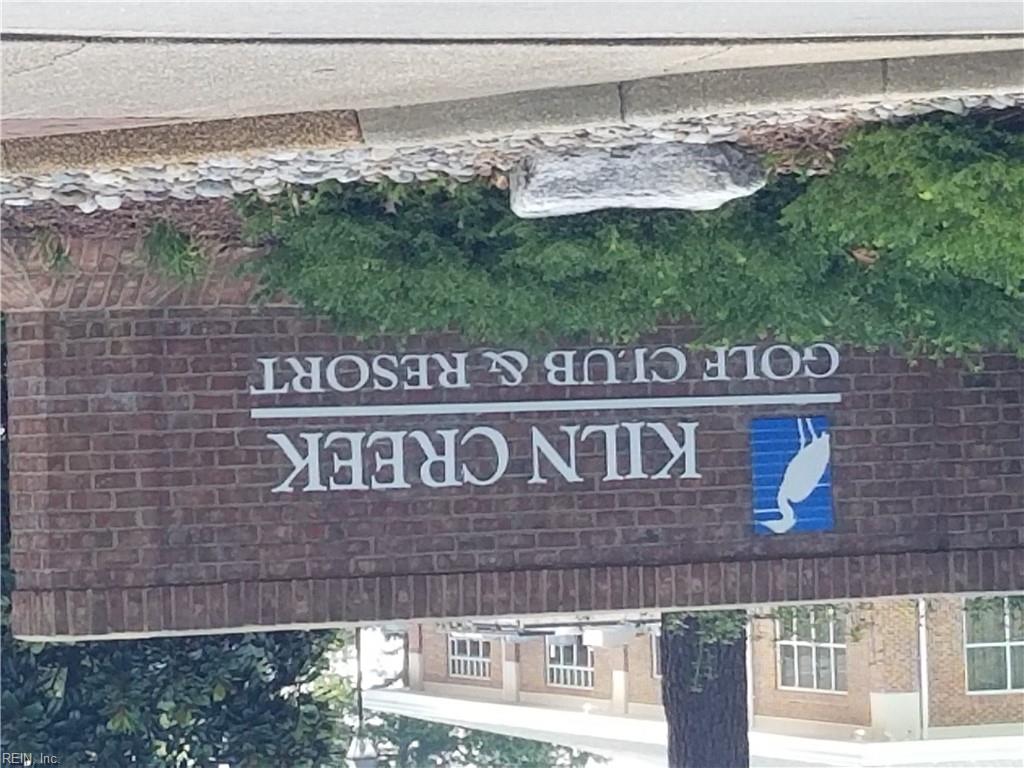 KILN CREEK
GOLF CLUB & RESORT
REIN, Inc.